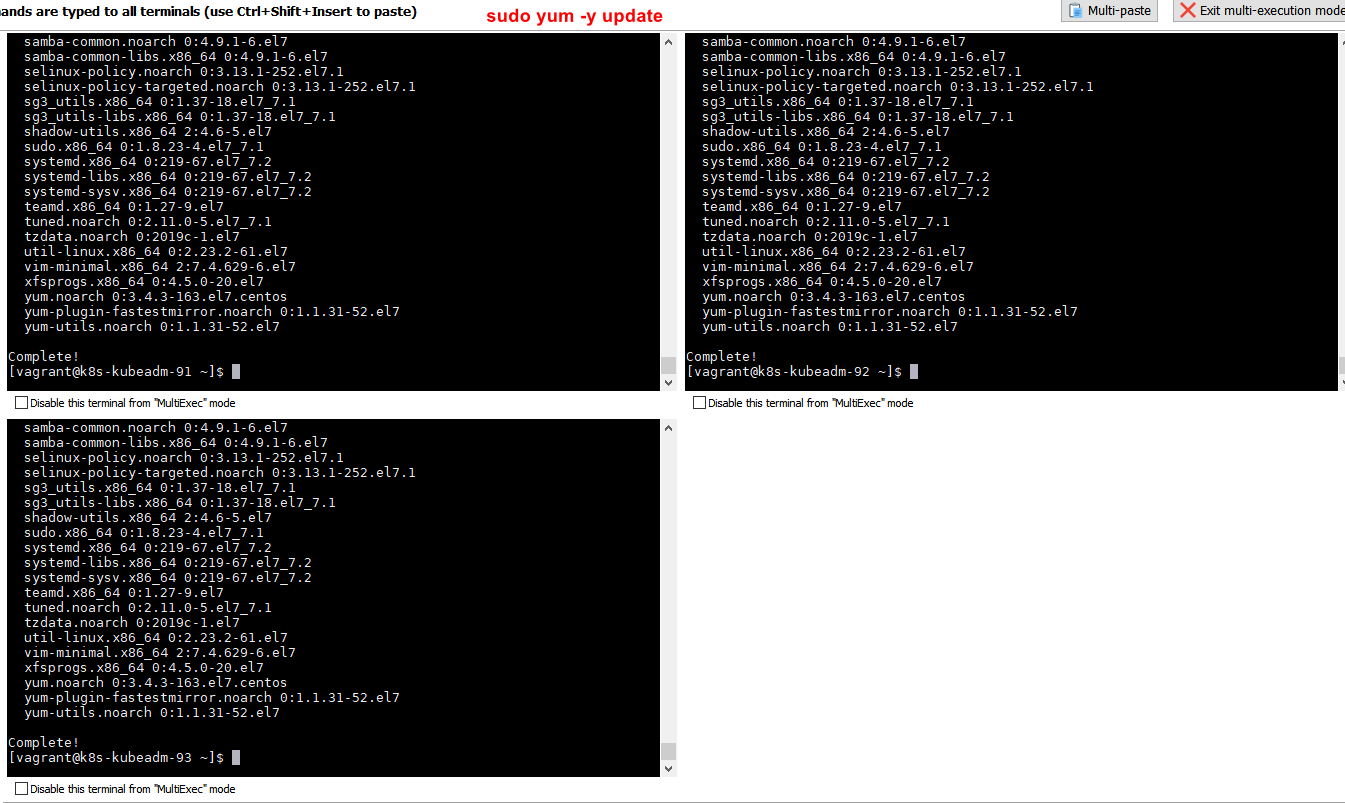 ands are typed to all terminals (use Ctrl+Shift+Insert to paste)
sudo yum -y update
Multi-paste
Exit multi-execution mode
samba-common.noarch 0:4.9.1-6.el7
samba-common-libs.x86_64 0:4.9.1-6.el7
selinux-policy.noarch 0:3.13.1-252.el7.1
selinux-policy-targeted.noarch 0:3.13.1-252.el7.1
sg3_utils.x86_64 0:1.37-18.el7_7.1
sg3_utils-libs.x86_64 0:1.37-18.el7_7.1
shadow-utils.x86_64 2:4.6-5.el7
sudo.x86_64 0:1.8.23-4.el7_7.1
systemd.x86_64 0:219-67.el7_7.2
systemd-libs.x86_64 0:219-67.el7_7.2
systemd-sysv.x86_64 0:219-67.el7_7.2
teamd.x86_64 0:1.27-9.el7
tuned.noarch 0:2.11.0-5.el7_7.1
tzdata.noarch 0:2019c-1.el7
util-linux.x86_64 0:2.23.2-61.el7
vim-minimal.x86_64 2:7.4.629-6.el7
xfsprogs.x86_64 0:4.5.0-20.el7
yum.noarch 0:3.4.3-163.el7.centos
yum-plugin-fastestmirror.noarch 0:1.1.31-52.el7
yum-utils.noarch 0:1.1.31-52.el7
Complete!
[vagrant@k8s-kubeadm-91 ~]$
Disable this terminal from "MultiExec" mode
samba-common.noarch 0:4.9.1-6.el7
samba-common-libs.x86_64 0:4.9.1-6.el7
selinux-policy.noarch 0:3.13.1-252.el7.1
selinux-policy-targeted.noarch 0:3.13.1-252.el7.1
sg3_utils.x86_64 0:1.37-18.el7_7.1
sg3_utils-libs.x86_64 0:1.37-18.el7_7.1
shadow-utils.x86_64 2:4.6-5.el7
sudo.x86_64 0:1.8.23-4.el7_7.1
systemd.x86_64 0:219-67.el7_7.2
systemd-libs.x86_64 0:219-67.el7_7.2
systemd-sysv.x86_64 0:219-67.el7_7.2
teamd.x86_64 0:1.27-9.el7
tuned.noarch 0:2.11.0-5.el7_7.1
tzdata.noarch 0:2019c-1.el7
util-linux.x86_64 0:2.23.2-61.el7
vim-minimal.x86_64 2:7.4.629-6.el7
xfsprogs.x86_64 0:4.5.0-20.el7
yum.noarch 0:3.4.3-163.el7.centos
yum-plugin-fastestmirror.noarch 0:1.1.31-52.el7
yum-utils.noarch 0:1.1.31-52.el7
Complete!
[vagrant@k8s-kubeadm-92 ~]$
Disable this terminal from "MultiExec" mode
samba-common.noarch 0:4.9.1-6.el7
samba-common-libs.x86_64 0:4.9.1-6.el7
selinux-policy.noarch 0:3.13.1-252.el7.1
selinux-policy-targeted.noarch 0:3.13.1-252.el7.1
sg3_utils.x86_64 0:1.37-18.el7_7.1
sg3_utils-libs.x86_64 0:1.37-18.el7_7.1
shadow-utils.x86_64 2:4.6-5.el7
sudo.x86_64 0:1.8.23-4.el7_7.1
systemd.x86_64 0:219-67.el7_7.2
systemd-libs.x86_64 0:219-67.el7_7.2
systemd-sysv.x86_64 0:219-67.el7_7.2
teamd.x86_64 0:1.27-9.el7
tuned.noarch 0:2.11.0-5.el7_7.1
tzdata.noarch 0:2019c-1.el7
util-linux.x86_64 0:2.23.2-61.el7
vim-minimal.x86_64 2:7.4.629-6.el7
xfsprogs.x86_64 0:4.5.0-20.el7
yum.noarch 0:3.4.3-163.el7.centos
yum-plugin-fastestmirror.noarch 0:1.1.31-52.el7
yum-utils.noarch 0:1.1.31-52.el7
Complete!
[vagrant@k8s-kubeadm-93 ~]$
Disable this terminal from "MultiExec" mode